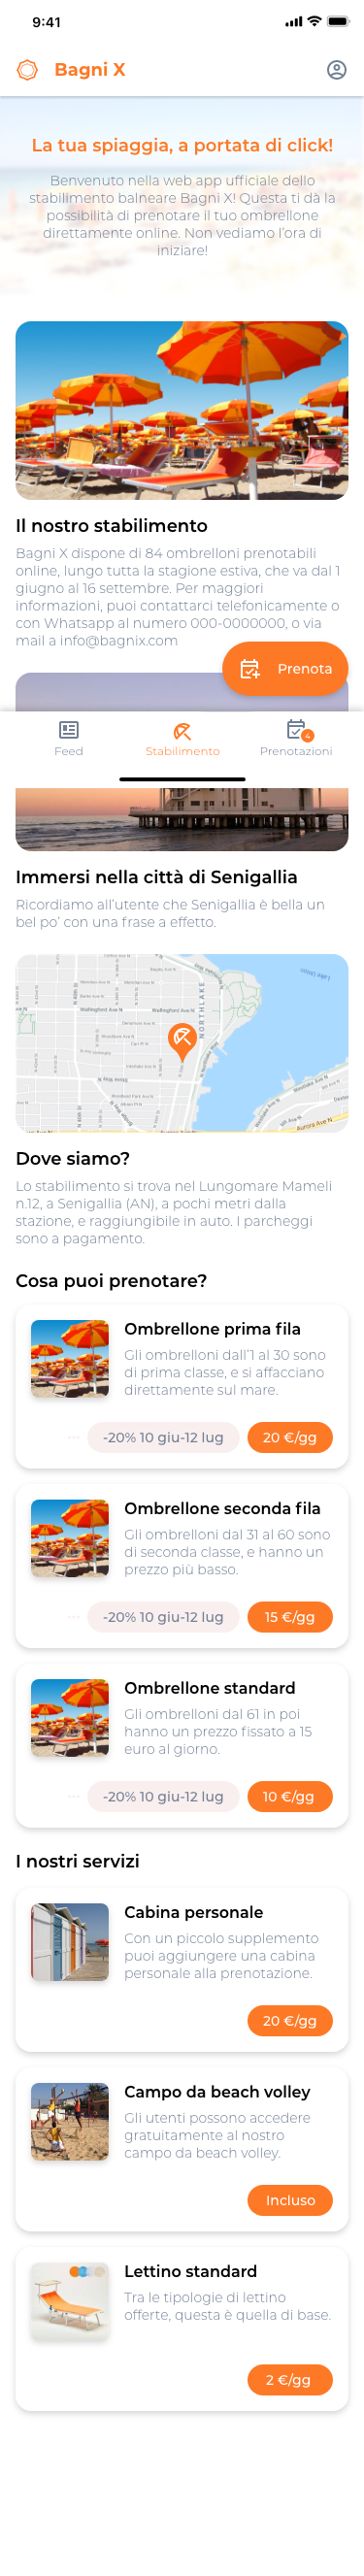 9:41
Bagni X
La tua spiaggia, a portata di click!
Benvenuto nella web app ufficiale dello
stabilimento balneare Bagni X! Questa ti dà la
possibilità di prenotare il tuo ombrellone
direttamente online. Non vediamo l'ora di
iniziare!
Il nostro stabilimento
Bagni X dispone di 84 ombrelloni prenotabili
online, lungo tutta la stagione estiva, che va dal 1
giugno al 16 settembre. Per maggiori
informazioni, puoi contattarci telefonicamente o
con Whatsapp al numero 000-0000000, o via
mail a info@bagnix.com
Prenota
4
Feed
Stabilimento
Prenotazioni
Immersi nella città di Senigallia
Ricordiamo all'utente che Senigallia è bella un
bel po' con una frase a effetto.
NORTHLAKE
Aurora Ave N
Dove siamo?
Lo stabilimento si trova nel Lungomare Mameli
n.12, a Senigallia (AN), a pochi metri dalla
stazione, e raggiungibile in auto. I parcheggi
sono a pagamento.
Cosa puoi prenotare?
Ombrellone prima fila
Gli ombrelloni dall'1 al 30 sono
di prima classe, e si affacciano
direttamente sul mare.
...
-20% 10 giu-12 lug
20 €/gg
Ombrellone seconda fila
Gli ombrelloni dal 31 al 60 sono
di seconda classe, e hanno un
prezzo più basso.
...
-20% 10 giu-12 lug
15 €/gg
Ombrellone standard
Gli ombrelloni dal 61 in poi
hanno un prezzo fissato a 15
euro al giorno.
...
-20% 10 giu-12 lug
10 €/gg
I nostri servizi
Cabina personale
Con un piccolo supplemento
puoi aggiungere una cabina
personale alla prenotazione.
20 €/gg
Campo da beach volley
Gli utenti possono accedere
gratuitamente al nostro
campo da beach volley.
Incluso
Lettino standard
Tra le tipologie di lettino
offerte, questa è quella di base.
2 €/gg